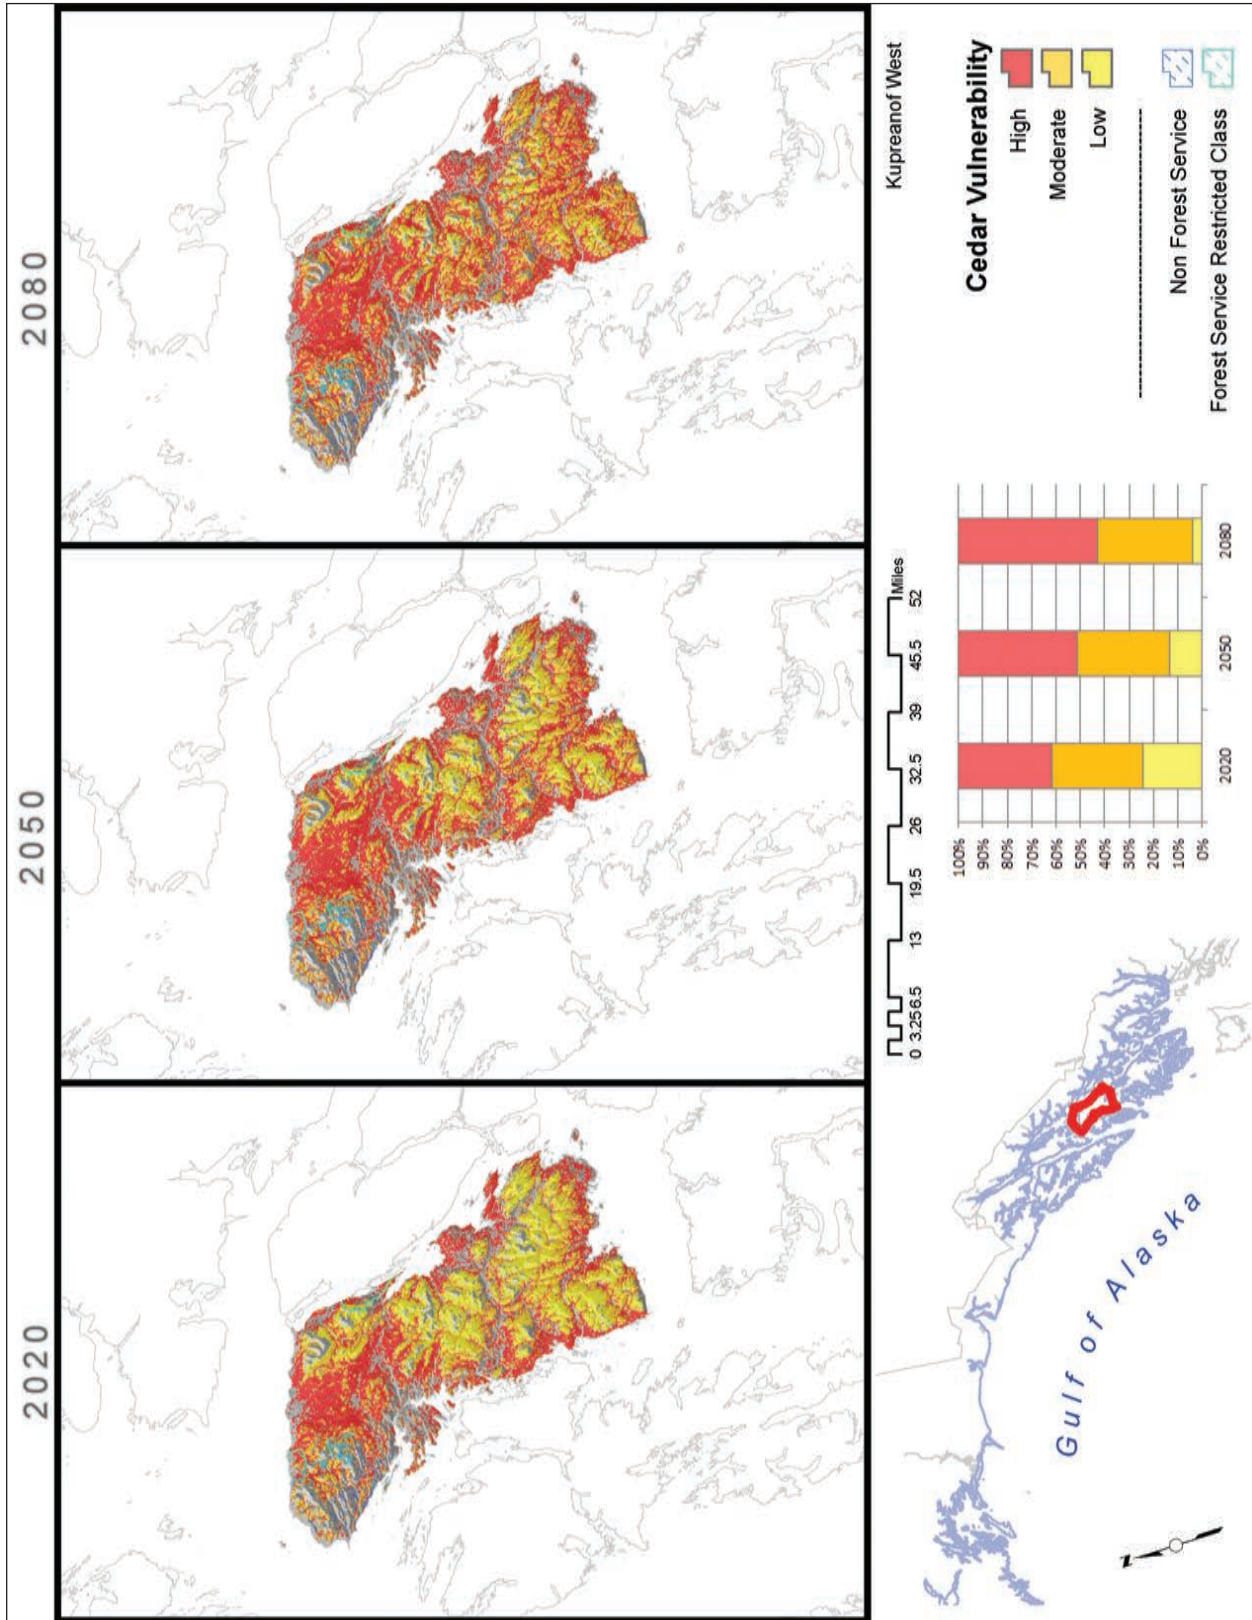 2020 2050 2080
0 3.25 6.5 13 19.5 26 32.5 39 45.5 52
Miles
Kupreanof West
Gulf of Alaska
N
100%
90%
80%
70%
60%
50%
40%
30%
20%
10%
0%
2020 2050 2080
Cedar Vulnerability
High
Moderate
Low
Non Forest Service
Forest Service Restricted Class